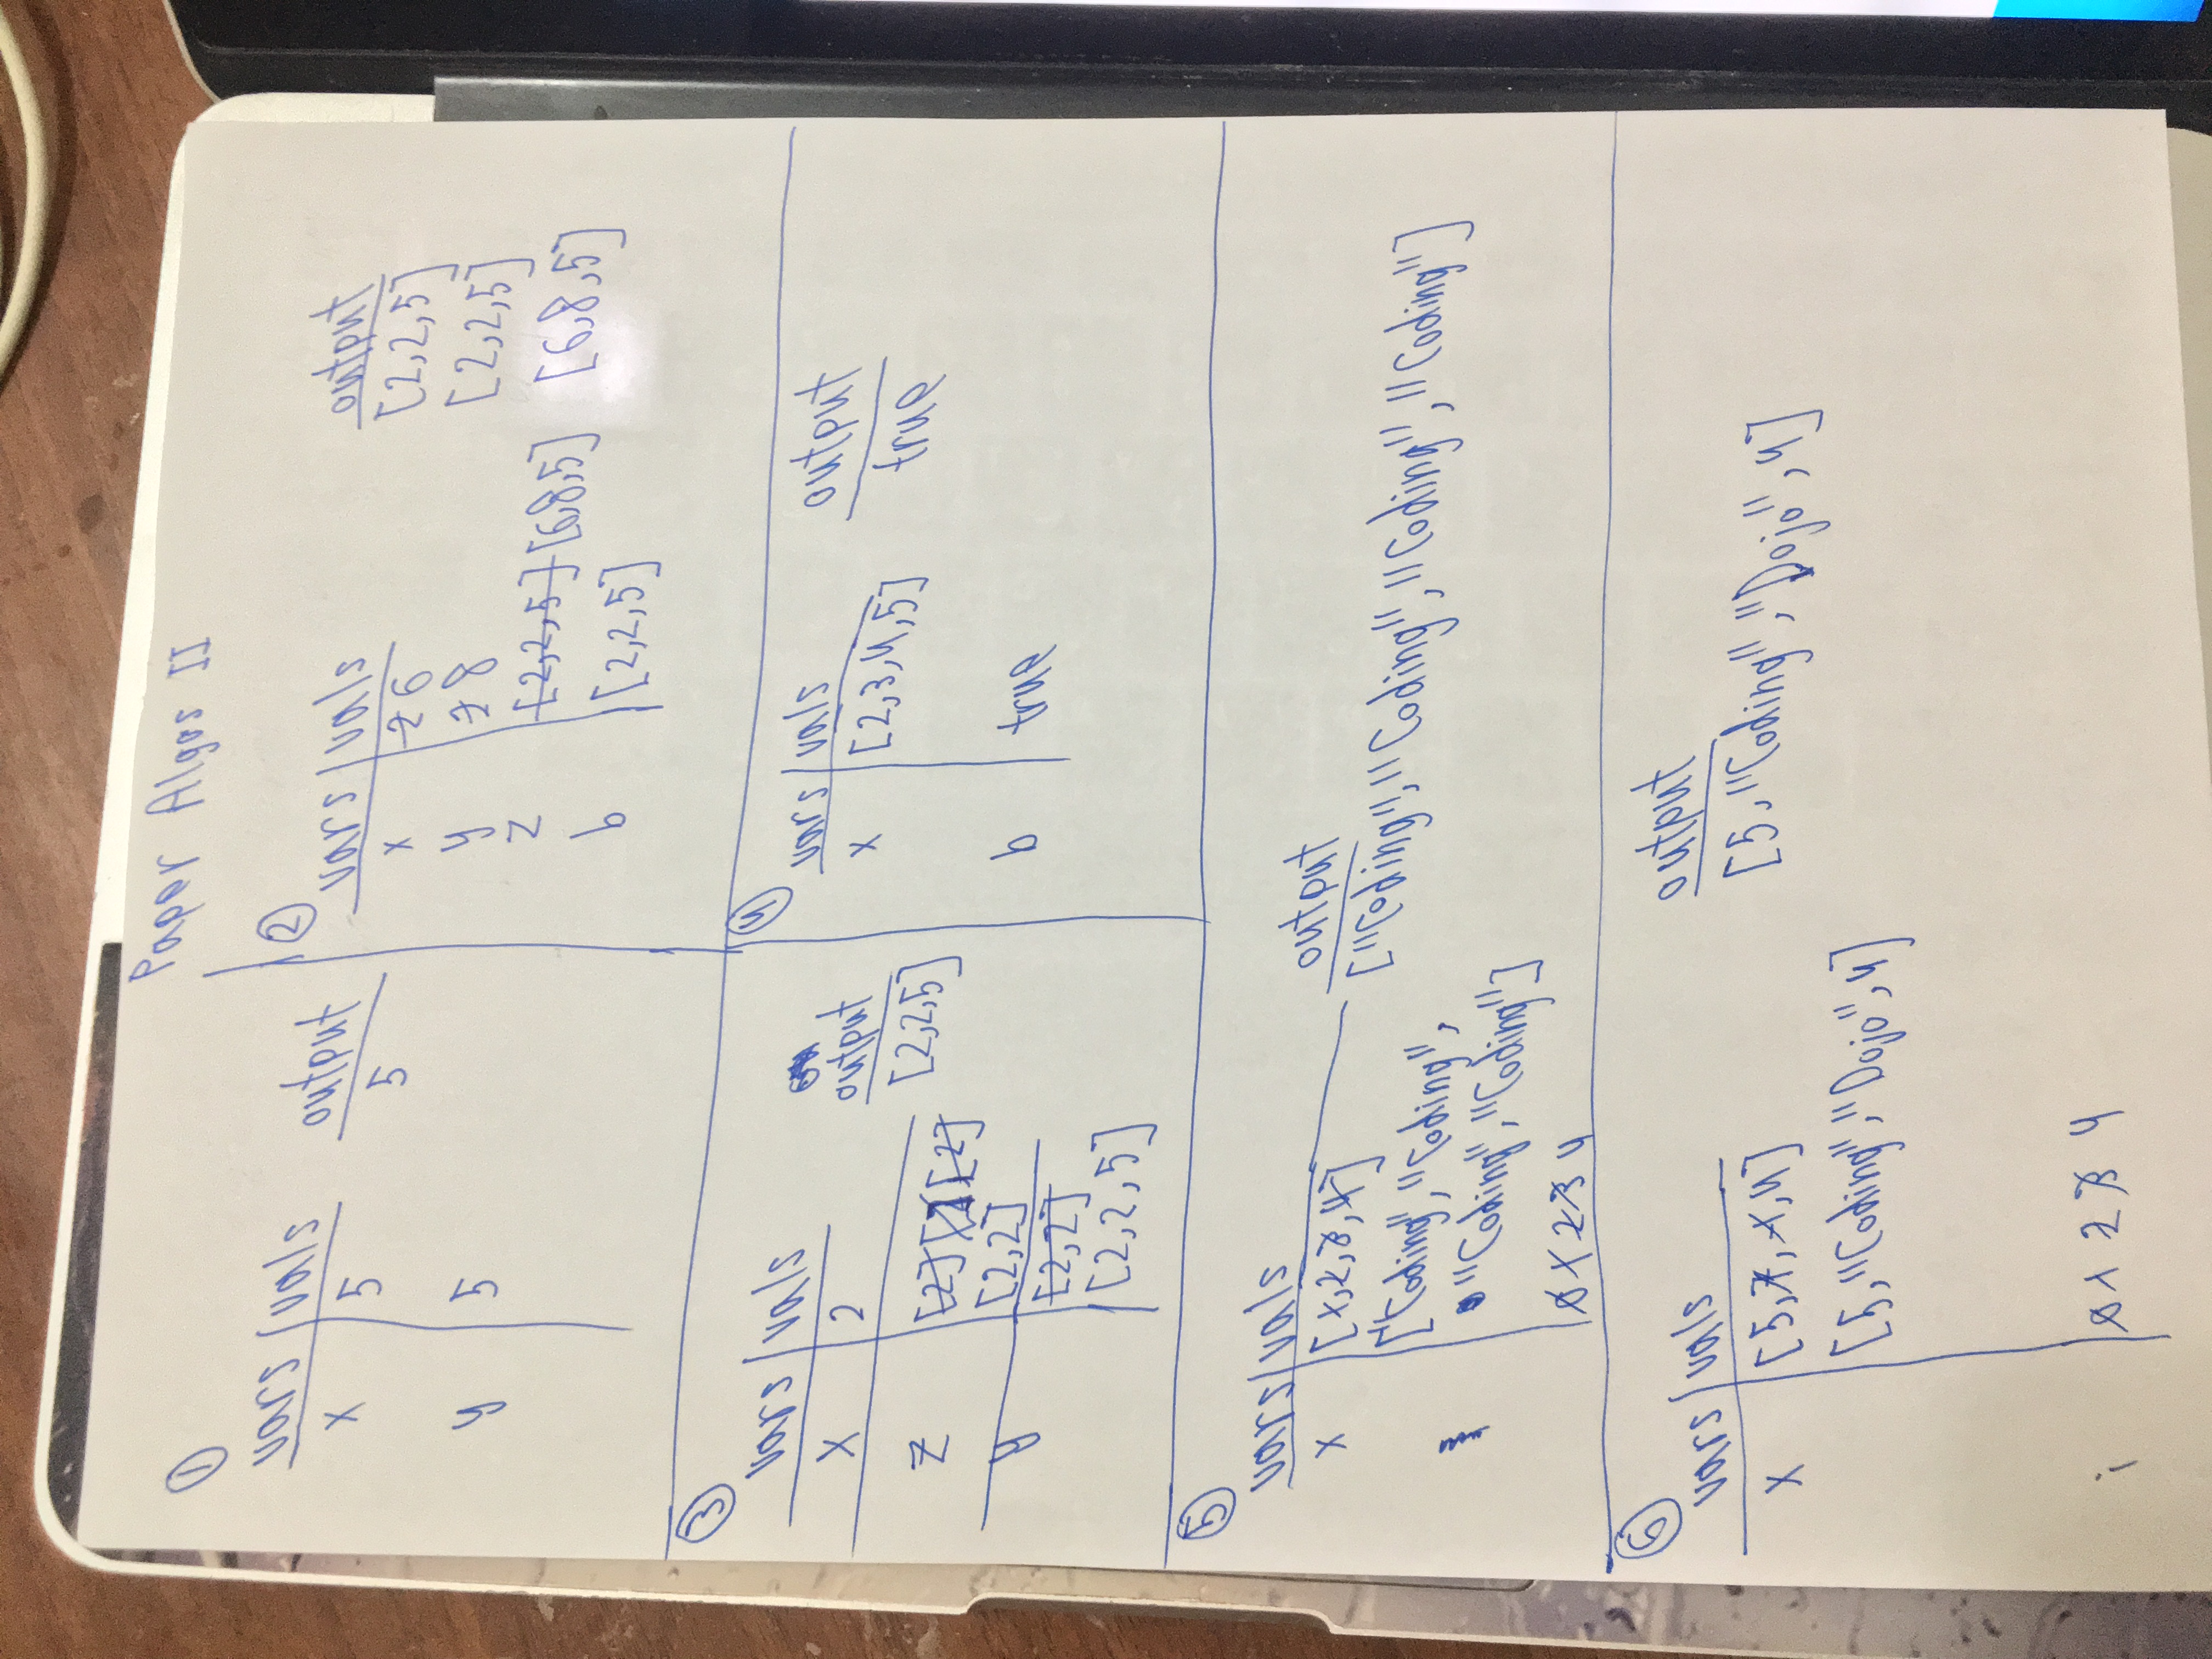 Paper Algos II
①
vars vals
x 5
y 5
output
5
②
vars vals
x 2 6
y 2 8
z [2,2,5] [6,8,5]
b [2,2,5]
output
[2,2,5]
[2,2,5]
[6,8,5]
③
vars vals
x 2
z [2] [2]
[2,2]
y [2,2]
[2,2,5]
output
[2,2,5]
④
vars vals
x [2,3,4,5]
b true
output
true
⑤
vars vals
x [1,2,3,4]
["Coding", "Coding",
"Coding", "Coding"]
0 1 2 3 4
output
["Coding", "Coding", "Coding", "Coding"]
⑥
vars vals
x [5,7,1,4]
[5,"Coding","Dojo",4]
i 0 1 2 3 4
output
[5,"Coding","Dojo",4]